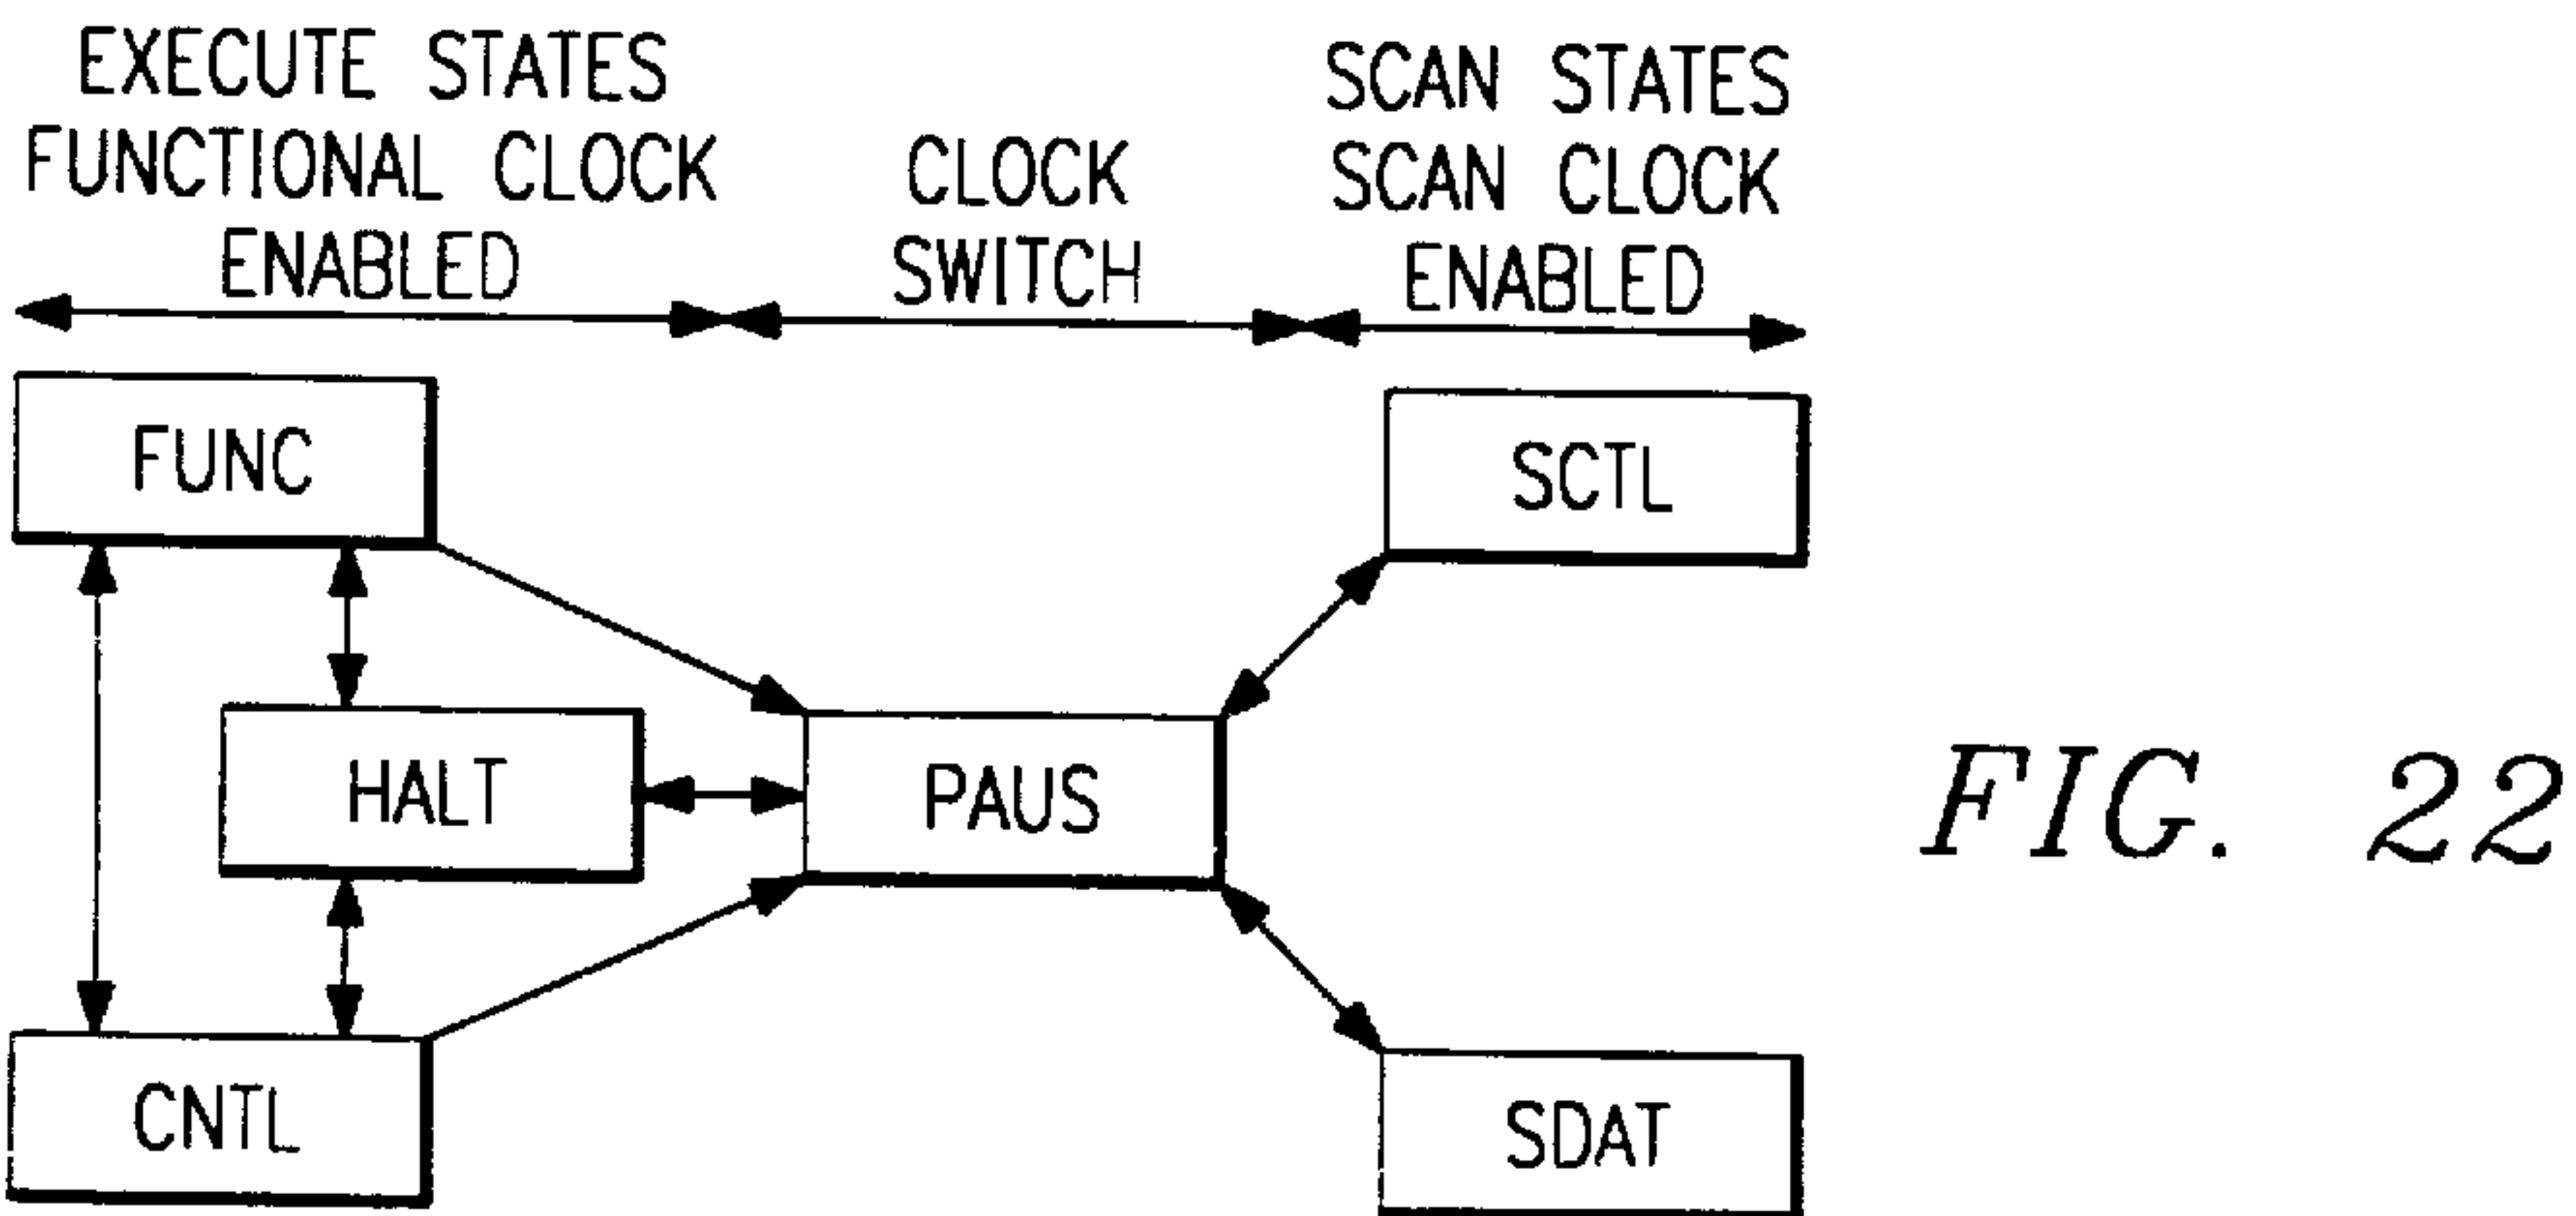 EXECUTE STATES
FUNCTIONAL CLOCK
ENABLED
CLOCK
SWITCH
SCAN STATES
SCAN CLOCK
ENABLED
FUNC
SCTL
HALT
PAUS
CNTL
SDAT
FIG. 22